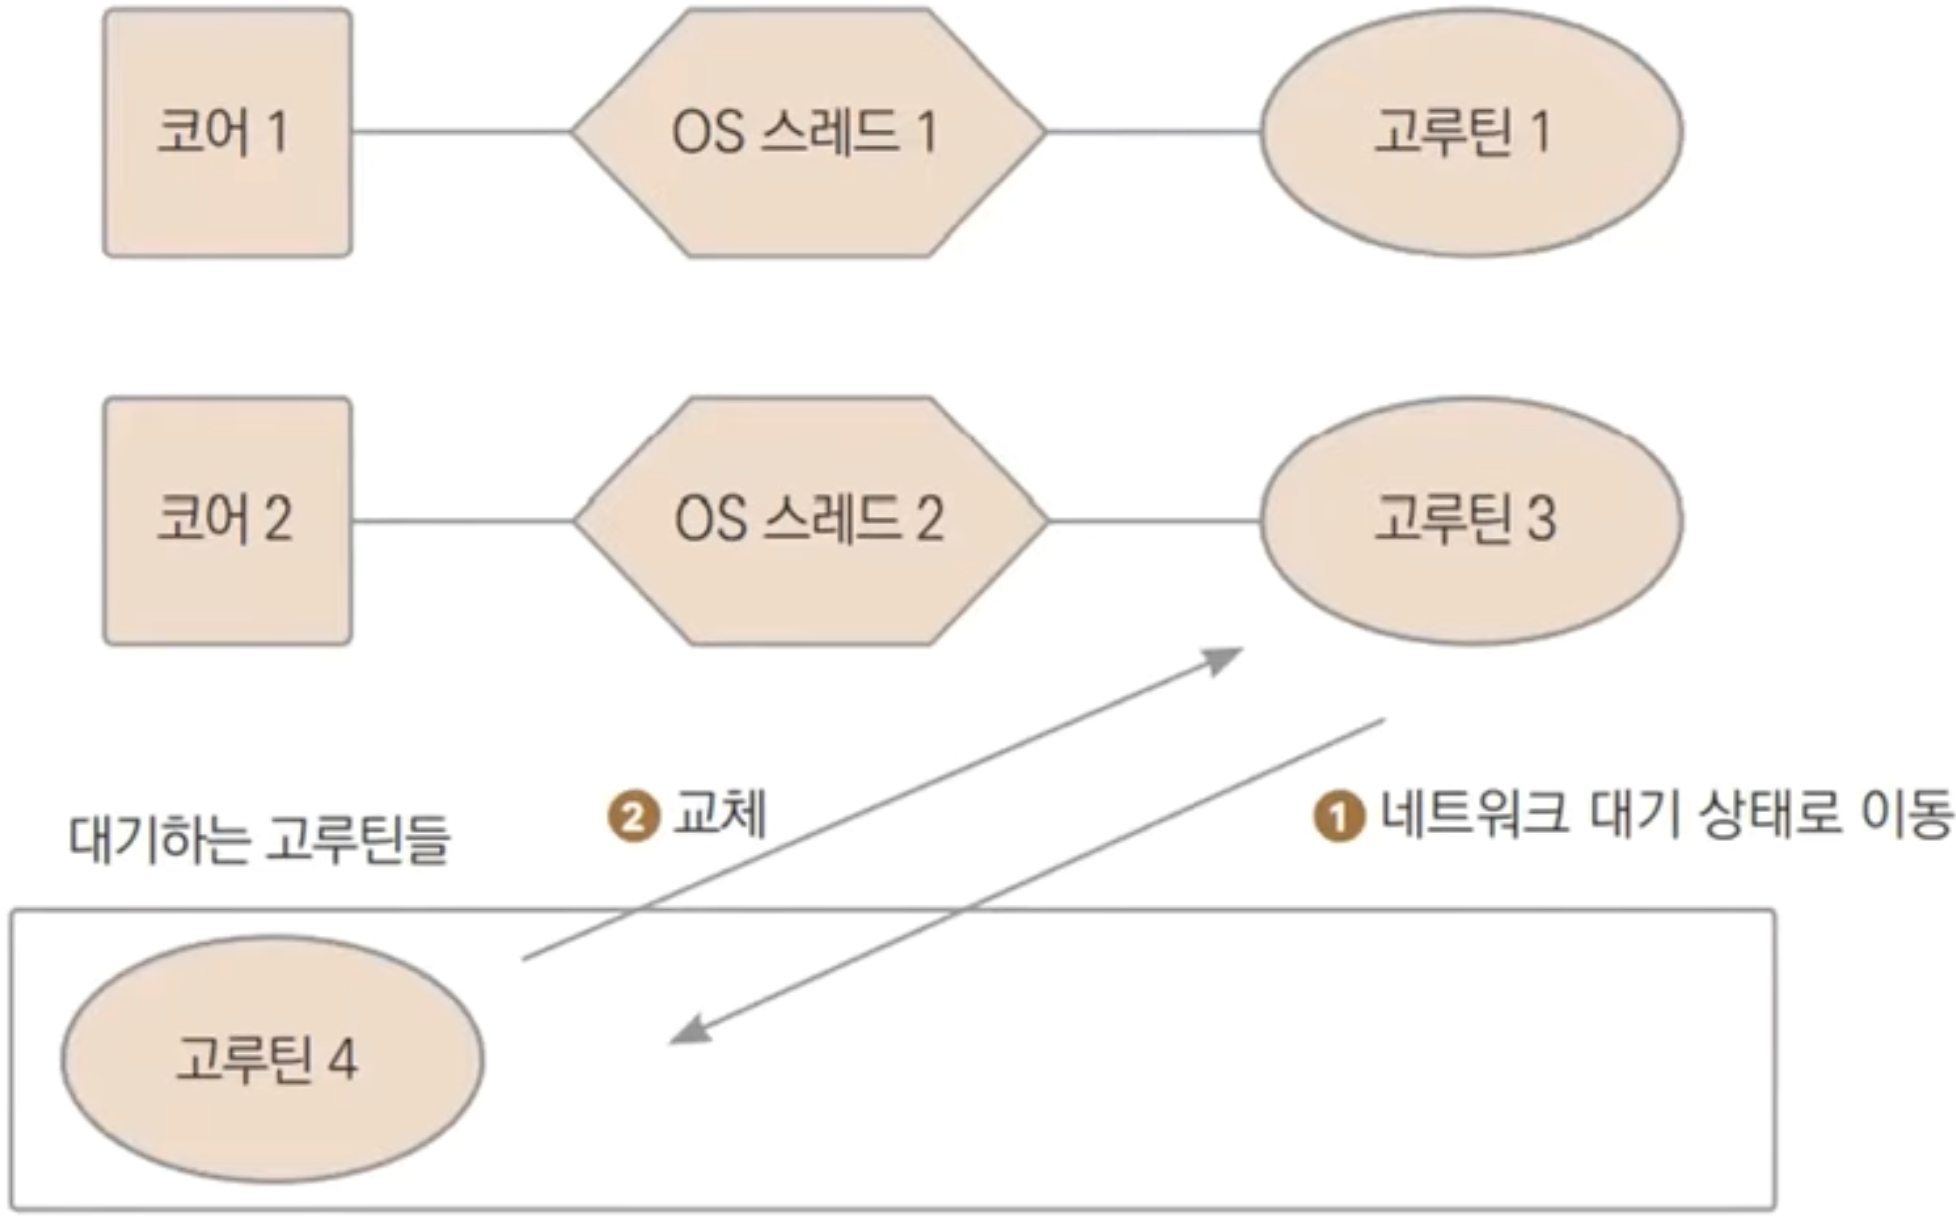 코어 1
OS 스레드 1
고루틴 1
코어 2
OS 스레드 2
고루틴 3
대기하는 고루틴들
2 교체
1 네트워크 대기 상태로 이동
고루틴 4